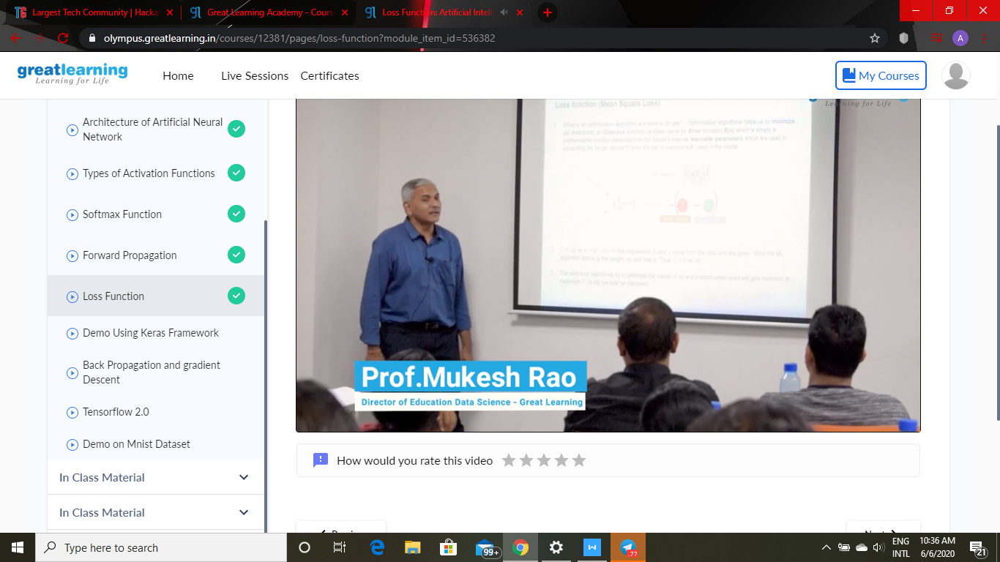 Largest Tech Community | Hacka
Great Learning Academy - Cours
Loss Function: Artificial Intell
olympus.greatlearning.in/courses/12381/pages/loss-function?module_item_id=536382
A
greatlearning
Learning for Life
Home
Live Sessions
Certificates
My Courses
Architecture of Artificial Neural
Network
Types of Activation Functions
Softmax Function
Forward Propagation
Loss Function
Demo Using Keras Framework
Back Propagation and gradient
Descent
Tensorflow 2.0
Demo on Mnist Dataset
In Class Material
In Class Material
Learning for Life
Loss function (Mean Square Loss)
Prof.Mukesh Rao
Director of Education Data Science - Great Learning
How would you rate this video
Type here to search
99+
77
ENG
INTL
10:36 AM
6/6/2020
21